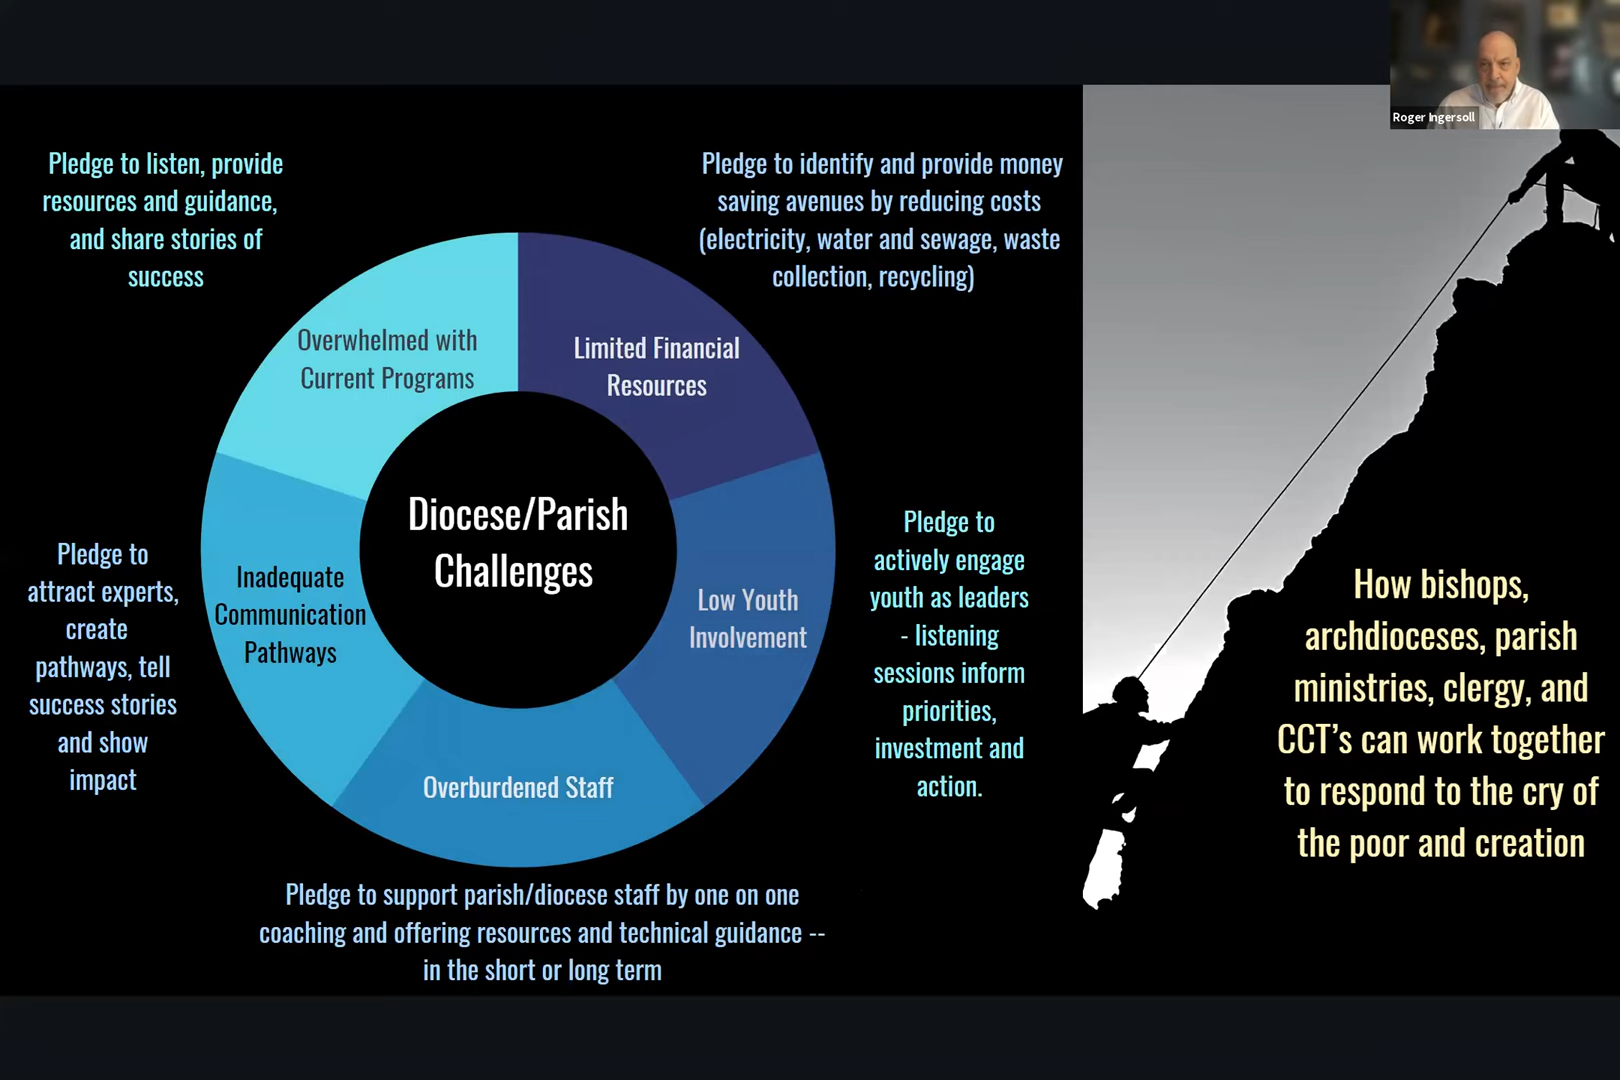 Roger Ingersoll
Pledge to listen, provide
resources and guidance,
and share stories of
success
Pledge to identify and provide money
saving avenues by reducing costs
(electricity, water and sewage, waste
collection, recycling)
Overwhelmed with
Current Programs
Limited Financial
Resources
Diocese/Parish
Challenges
Inadequate
Communication
Pathways
Low Youth
Involvement
Overburdened Staff
Pledge to
attract experts,
create
pathways, tell
success stories
and show
impact
Pledge to
actively engage
youth as leaders
- listening
sessions inform
priorities,
investment and
action.
Pledge to support parish/diocese staff by one on one
coaching and offering resources and technical guidance --
in the short or long term
How bishops,
archdioceses, parish
ministries, clergy, and
CCT’s can work together
to respond to the cry of
the poor and creation